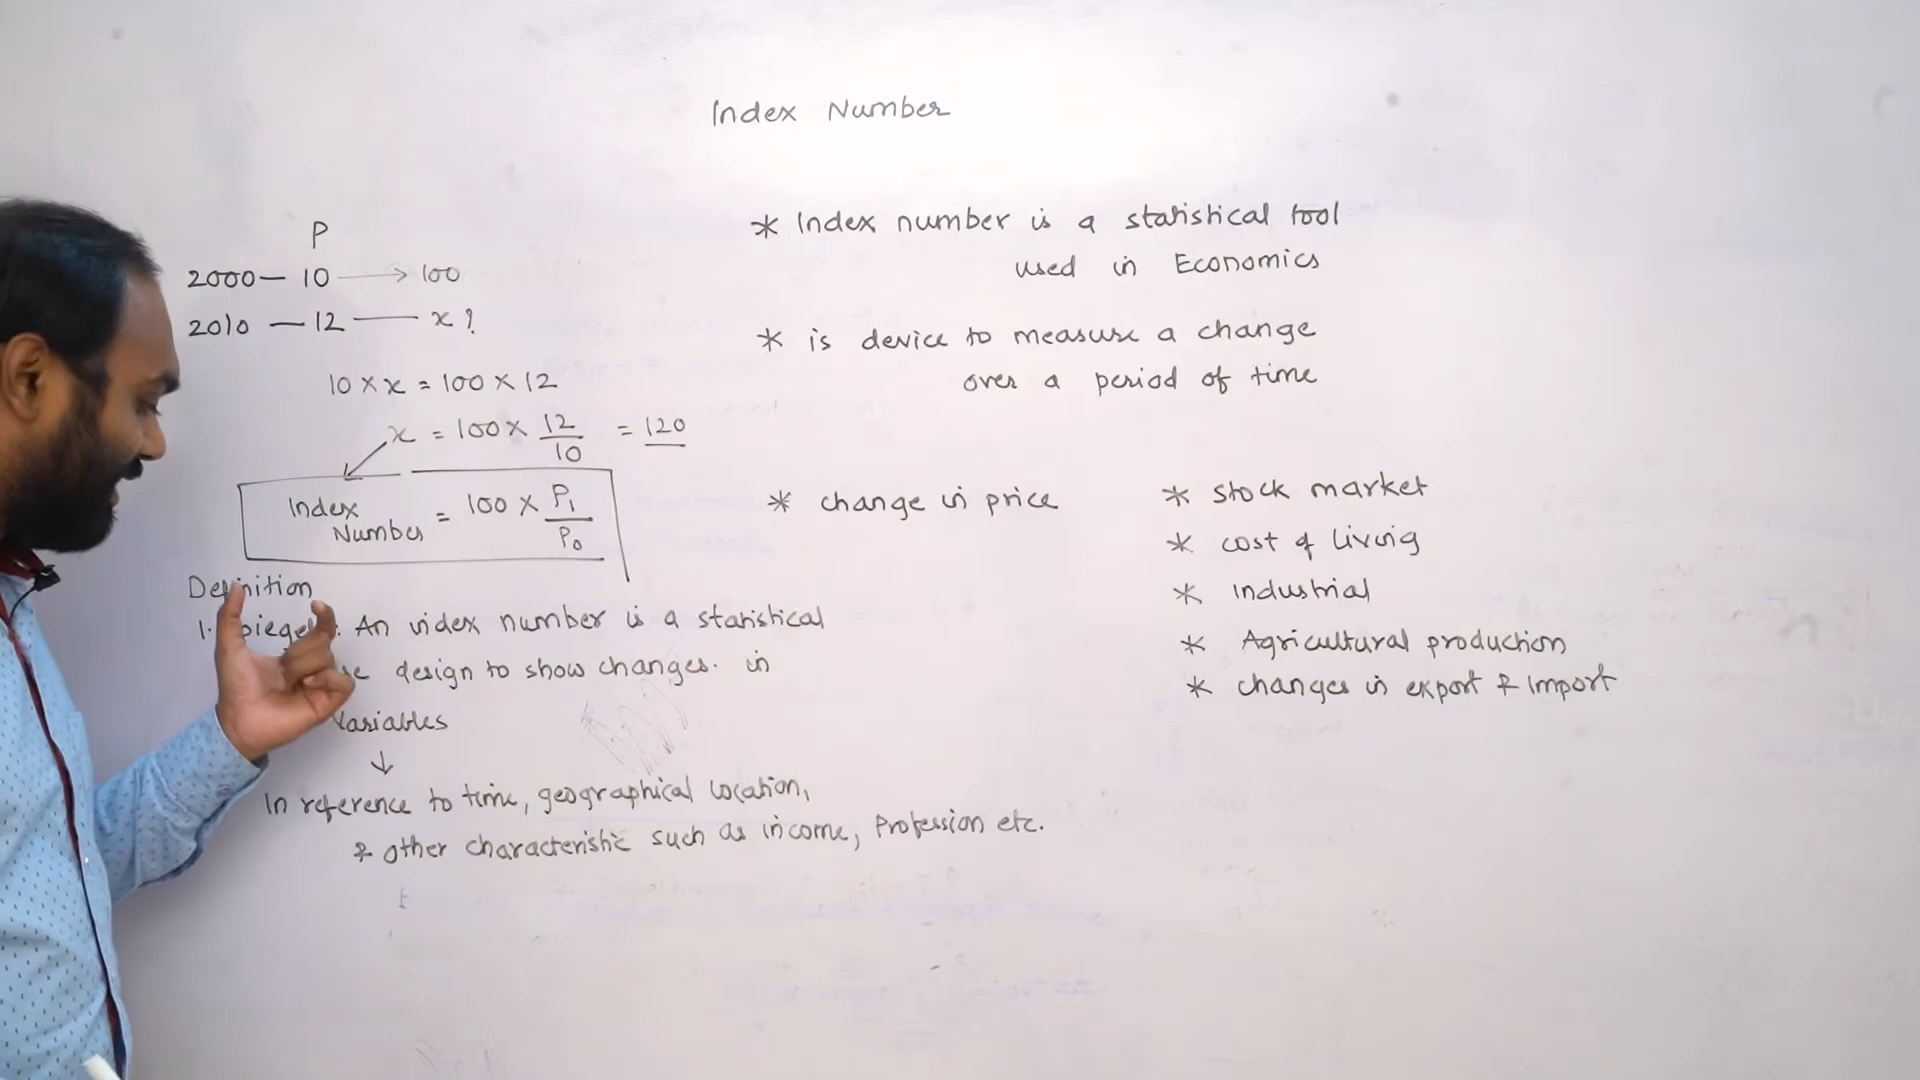 Index Number
P
2000 — 10 → 100
2010 — 12 — x?
10 × x = 100 × 12
x = 100 × 12/10 = 120
Index Number = 100 × P1/P0
Definition
1. : An index number is a statistical
design to show changes. in
Variables
↓
In reference to time, geographical location,
& other characteristic such as income, Profession etc.
* Index number is a statistical tool
used in Economics
* is device to measure a change
over a period of time
* change in price
* stock market
* cost of living
* Industrial
* Agricultural production
* changes in export & Import